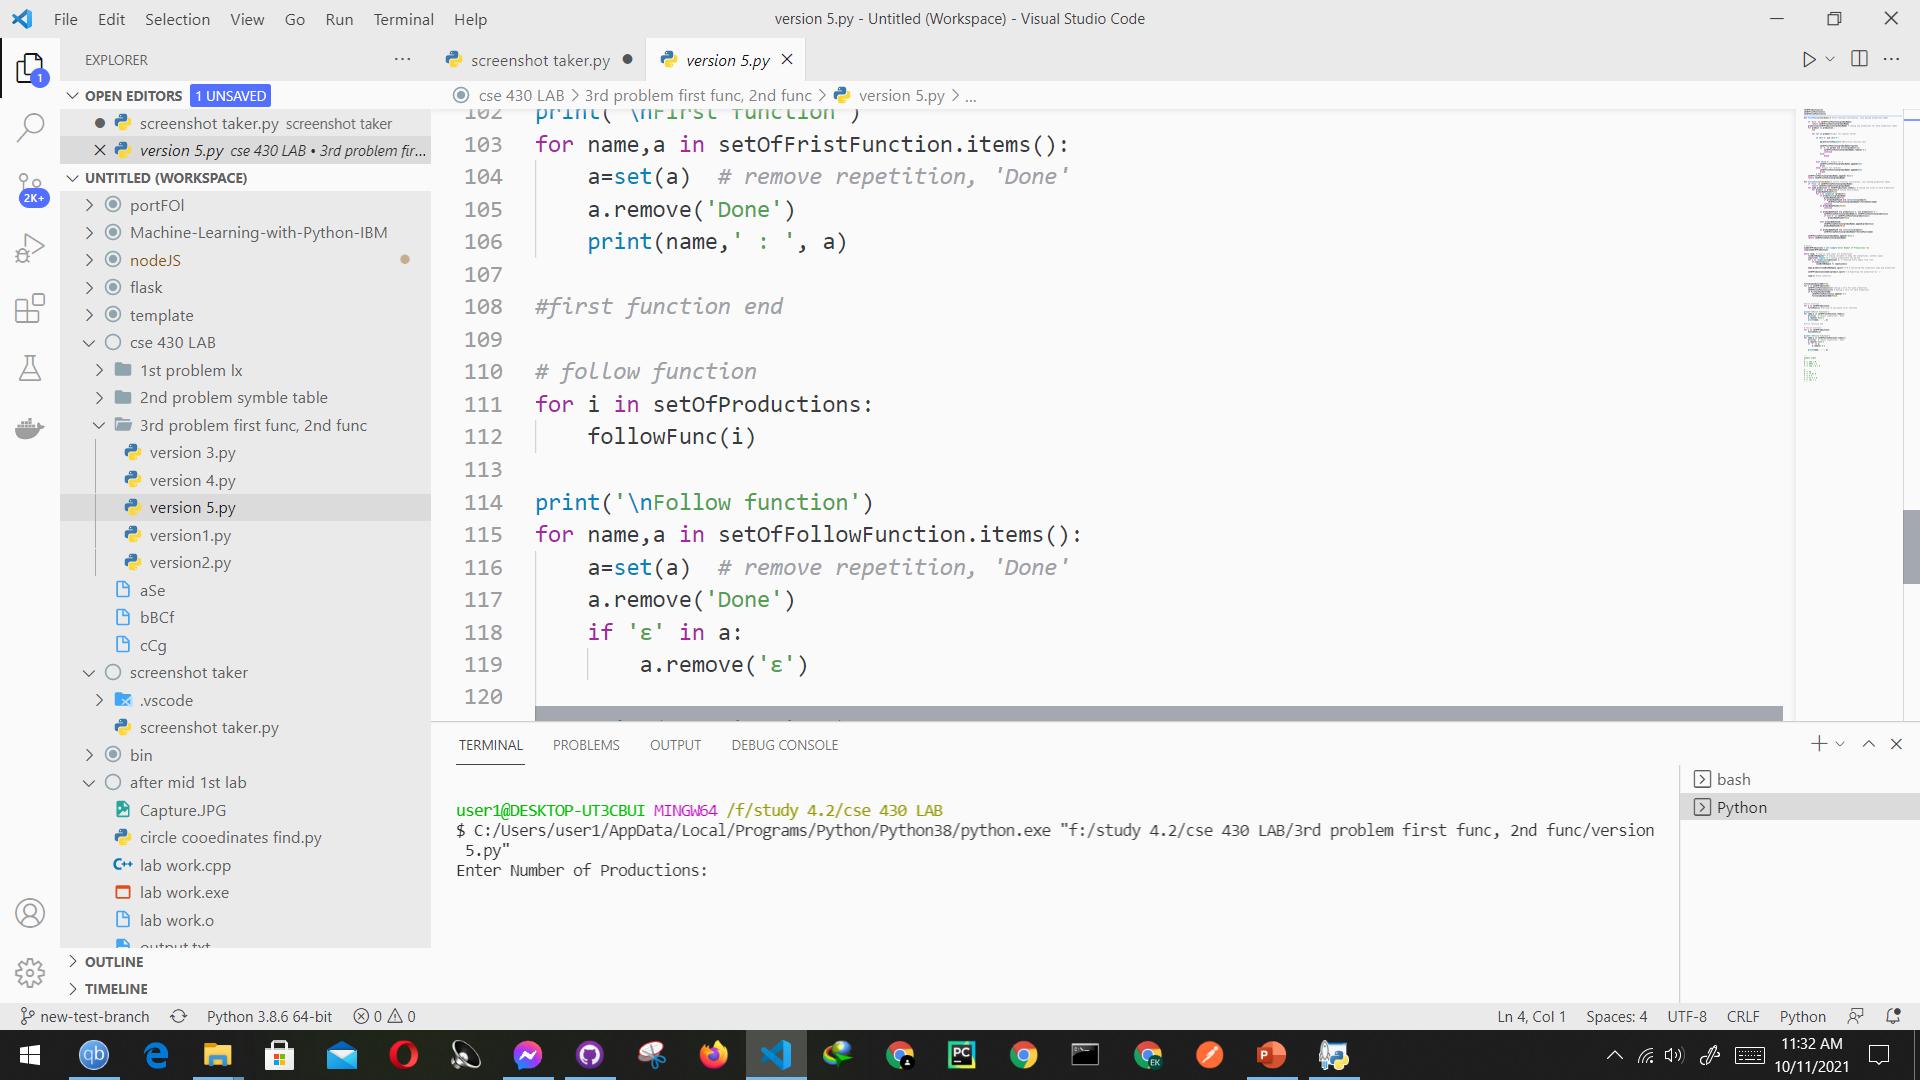 File Edit Selection View Go Run Terminal Help
version 5.py - Untitled (Workspace) - Visual Studio Code
EXPLORER
screenshot taker.py
version 5.py
1
OPEN EDITORS 1 UNSAVED
screenshot taker.py screenshot taker
version 5.py cse 430 LAB • 3rd problem fir...
UNTITLED (WORKSPACE)
2K+
portFOl
Machine-Learning-with-Python-IBM
nodeJS
flask
template
cse 430 LAB
1st problem lx
2nd problem symble table
3rd problem first func, 2nd func
version 3.py
version 4.py
version 5.py
version1.py
version2.py
aSe
bBCf
cCg
screenshot taker
.vscode
screenshot taker.py
bin
after mid 1st lab
Capture.JPG
circle cooedinates find.py
lab work.cpp
lab work.exe
lab work.o
output.txt
OUTLINE
TIMELINE
cse 430 LAB > 3rd problem first func, 2nd func > version 5.py > ...
102 print('\nFirst function')
103 for name,a in setOfFristFunction.items():
104 a=set(a) # remove repetition, 'Done'
105 a.remove('Done')
106 print(name,' : ', a)
107
108 #first function end
109
110 # follow function
111 for i in setOfProductions:
112 followFunc(i)
113
114 print('\nFollow function')
115 for name,a in setOfFollowFunction.items():
116 a=set(a) # remove repetition, 'Done'
117 a.remove('Done')
118 if 'ε' in a:
119 a.remove('ε')
120
TERMINAL PROBLEMS OUTPUT DEBUG CONSOLE
user1@DESKTOP-UT3CBUI MINGW64 /f/study 4.2/cse 430 LAB
$ C:/Users/user1/AppData/Local/Programs/Python/Python38/python.exe "f:/study 4.2/cse 430 LAB/3rd problem first func, 2nd func/version
5.py"
Enter Number of Productions:
bash
Python
new-test-branch Python 3.8.6 64-bit 0 0
Ln 4, Col 1 Spaces: 4 UTF-8 CRLF Python
qb
PC
EK
P
11:32 AM
10/11/2021